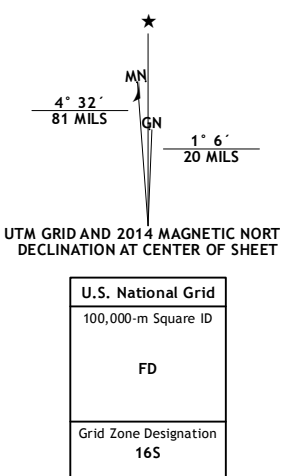 ★
MN
GN
4° 32´
81 MILS
1° 6´
20 MILS
UTM GRID AND 2014 MAGNETIC NORT
DECLINATION AT CENTER OF SHEET
U.S. National Grid
100,000-m Square ID
FD
Grid Zone Designation
16S